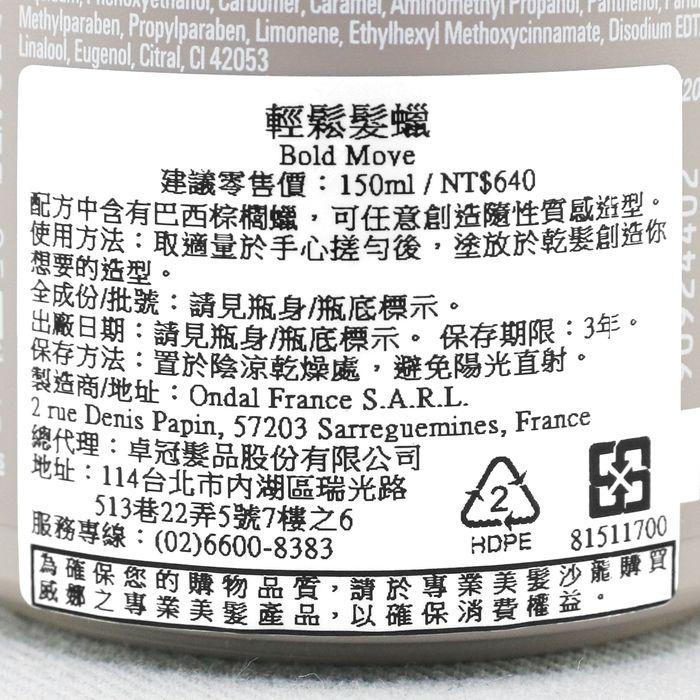 Phenoxyethanol, Carbomer, Caramel, Aminomethyl Propanol, Panthenol,
Methylparaben, Propylparaben, Limonene, Ethylhexyl Methoxycinnamate, Disodium
Linalool, Eugenol, Citral, CI 42053
輕鬆髮蠟
Bold Move
建議零售價：150ml / NT$640
配方中含有巴西棕櫚蠟，可任意創造隨性質感造型。
使用方法：取適量於手心搓勻後，塗放於乾髮創造你
想要的造型。
全成份/批號：請見瓶身/瓶底標示。
出廠日期：請見瓶身/瓶底標示。 保存期限：3年。
保存方法：置於陰涼乾燥處，避免陽光直射。
製造商/地址：Ondal France S.A.R.L.
2 rue Denis Papin, 57203 Sarreguemines, France
總代理：卓冠髮品股份有限公司
地址：114台北市內湖區瑞光路
513巷22弄5號7樓之6
服務專線：(02)6600-8383
2
HDPE
81511700
為確保您的購物品質，請於專業美髮沙龍購買
威娜之專業美髮產品，以確保消費權益。